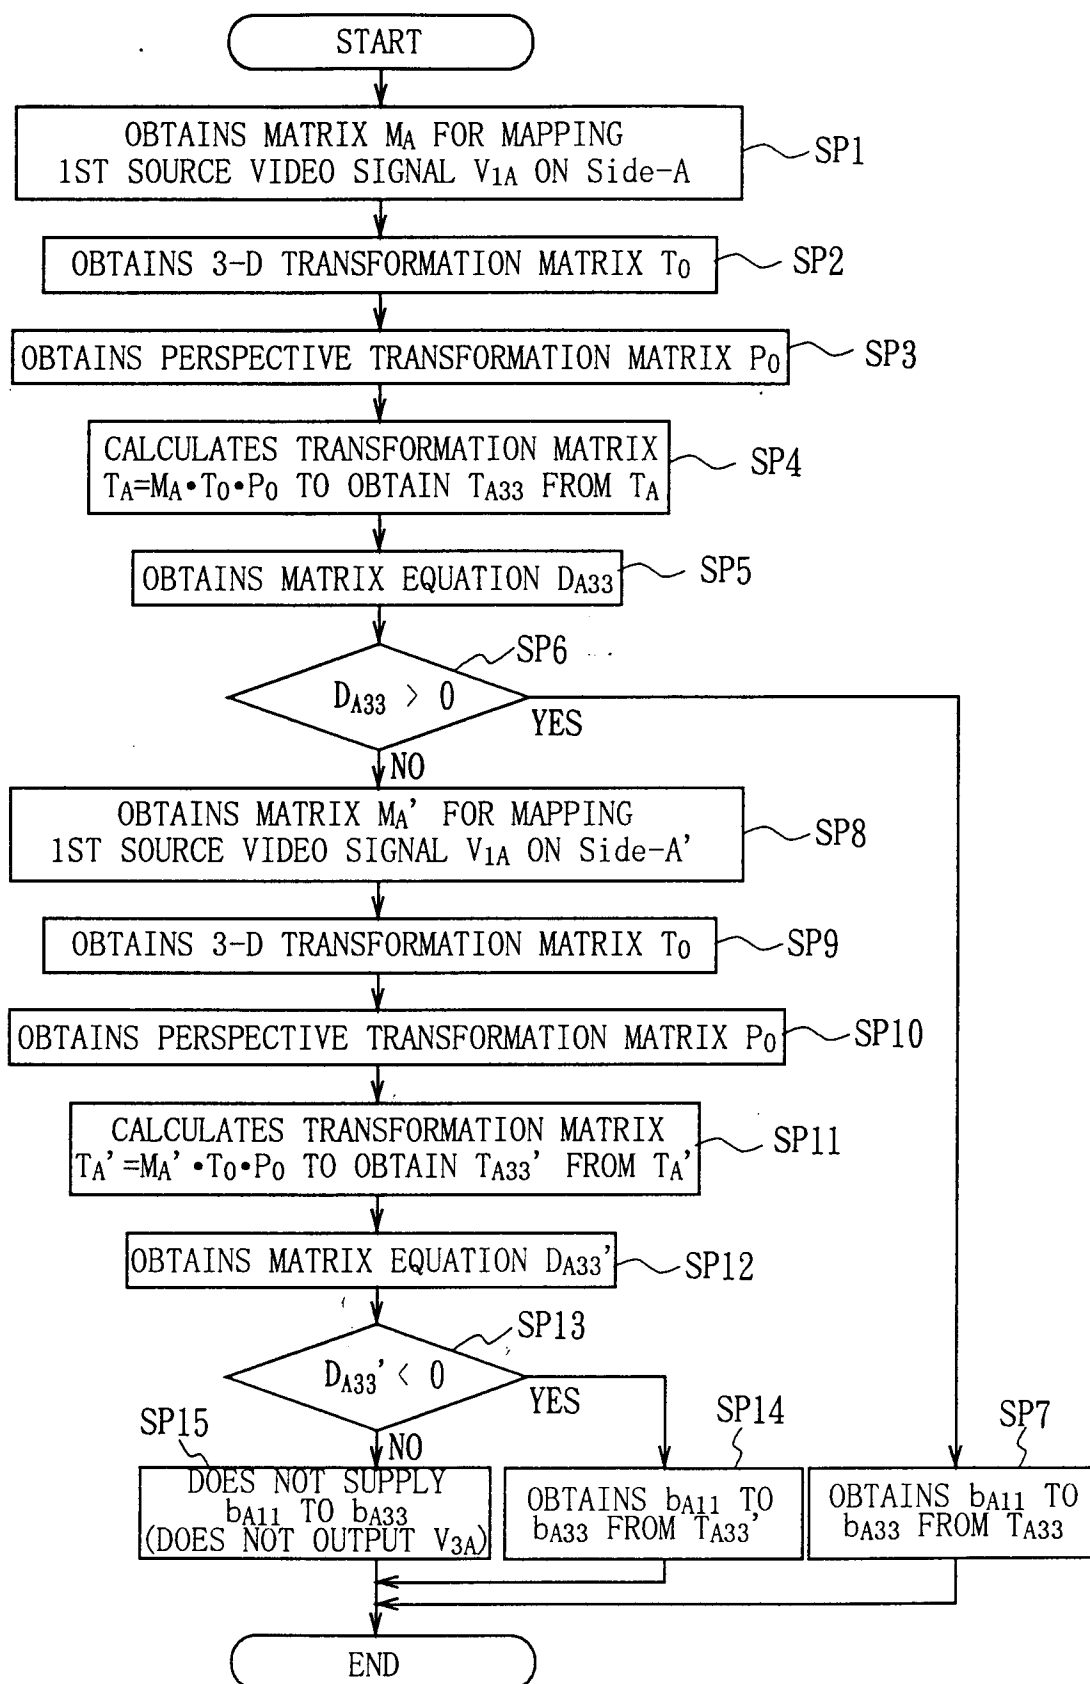 START
OBTAINS MATRIX MA FOR MAPPING
1ST SOURCE VIDEO SIGNAL V1A ON Side-A
SP1
OBTAINS 3-D TRANSFORMATION MATRIX T0
SP2
OBTAINS PERSPECTIVE TRANSFORMATION MATRIX P0
SP3
CALCULATES TRANSFORMATION MATRIX
TA=MA•T0•P0 TO OBTAIN TA33 FROM TA
SP4
OBTAINS MATRIX EQUATION DA33
SP5
SP6
DA33 > 0
YES
NO
OBTAINS MATRIX MA' FOR MAPPING
1ST SOURCE VIDEO SIGNAL V1A ON Side-A'
SP8
OBTAINS 3-D TRANSFORMATION MATRIX T0
SP9
OBTAINS PERSPECTIVE TRANSFORMATION MATRIX P0
SP10
CALCULATES TRANSFORMATION MATRIX
TA'=MA'•T0•P0 TO OBTAIN TA33' FROM TA'
SP11
OBTAINS MATRIX EQUATION DA33'
SP12
SP13
DA33' < 0
YES
NO
SP15
DOES NOT SUPPLY
bA11 TO bA33
(DOES NOT OUTPUT V3A)
SP14
OBTAINS bA11 TO
bA33 FROM TA33'
SP7
OBTAINS bA11 TO
bA33 FROM TA33
END